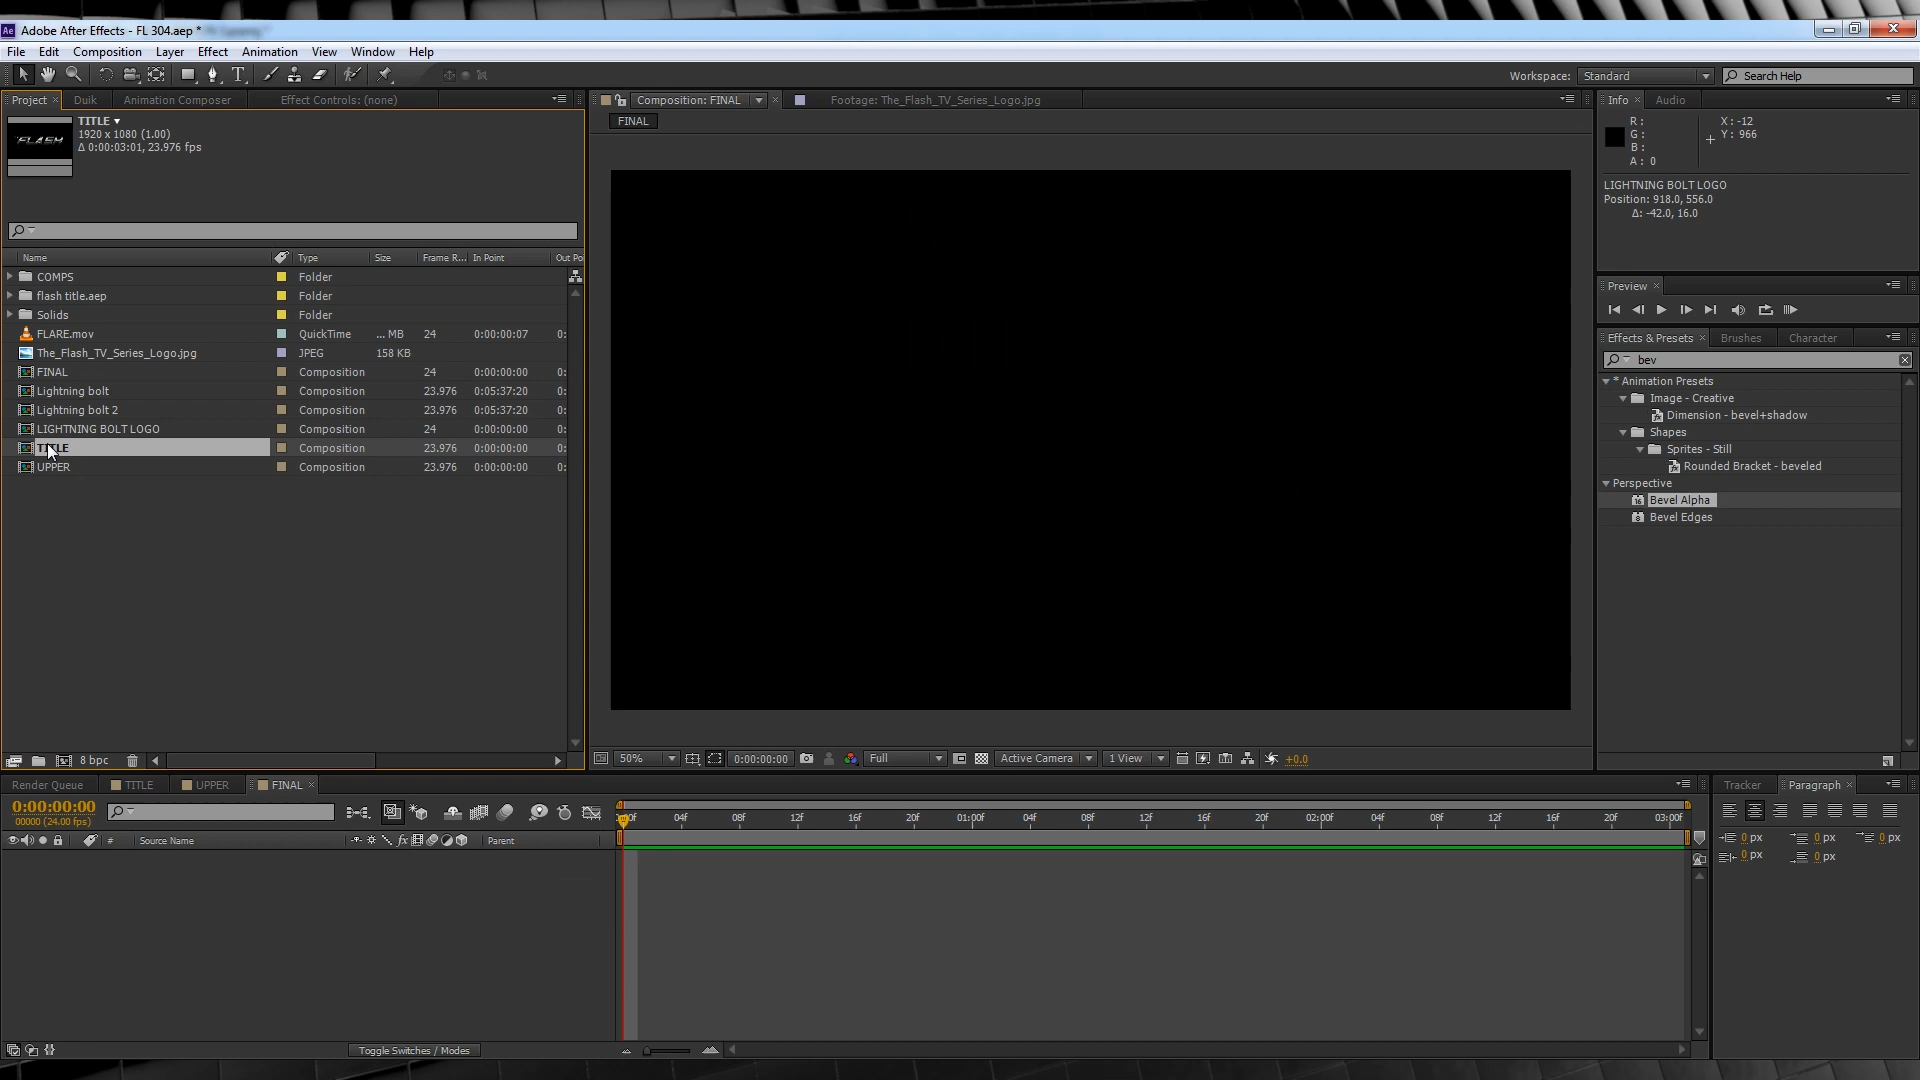 Adobe After Effects - FL 304.aep *
File Edit Composition Layer Effect Animation View Window Help
Workspace: Standard Search Help
Project Duik Animation Composer Effect Controls: (none)
Composition: FINAL Footage: The_Flash_TV_Series_Logo.jpg
Info Audio
TITLE
1920 x 1080 (1.00)
Δ 0:00:03:01, 23.976 fps
FLASH
FINAL
R:
G:
B:
A: 0
X: -12
Y: 966
LIGHTNING BOLT LOGO
Position: 918.0, 556.0
Δ: -42.0, 16.0
Name Type Size Frame R... In Point Out Po
COMPS Folder
flash title.aep Folder
Solids Folder
FLARE.mov QuickTime ... MB 24 0:00:00:07 0:
The_Flash_TV_Series_Logo.jpg JPEG 158 KB
FINAL Composition 24 0:00:00:00 0:
Lightning bolt Composition 23.976 0:05:37:20 0:
Lightning bolt 2 Composition 23.976 0:05:37:20 0:
LIGHTNING BOLT LOGO Composition 24 0:00:00:00 0:
TITLE Composition 23.976 0:00:00:00 0:
UPPER Composition 23.976 0:00:00:00 0:
Preview
Effects & Presets Brushes Character
bev
* Animation Presets
Image - Creative
Dimension - bevel+shadow
Shapes
Sprites - Still
Rounded Bracket - beveled
Perspective
Bevel Alpha
Bevel Edges
8 bpc
50% 0:00:00:00 Full Active Camera 1 View +0.0
Render Queue TITLE UPPER FINAL
Tracker Paragraph
0:00:00:00
00000 (24.00 fps)
:00f 04f 08f 12f 16f 20f 01:00f 04f 08f 12f 16f 20f 02:00f 04f 08f 12f 16f 20f 03:00f
# Source Name fx Parent
0 px 0 px 0 px
0 px 0 px
Toggle Switches / Modes